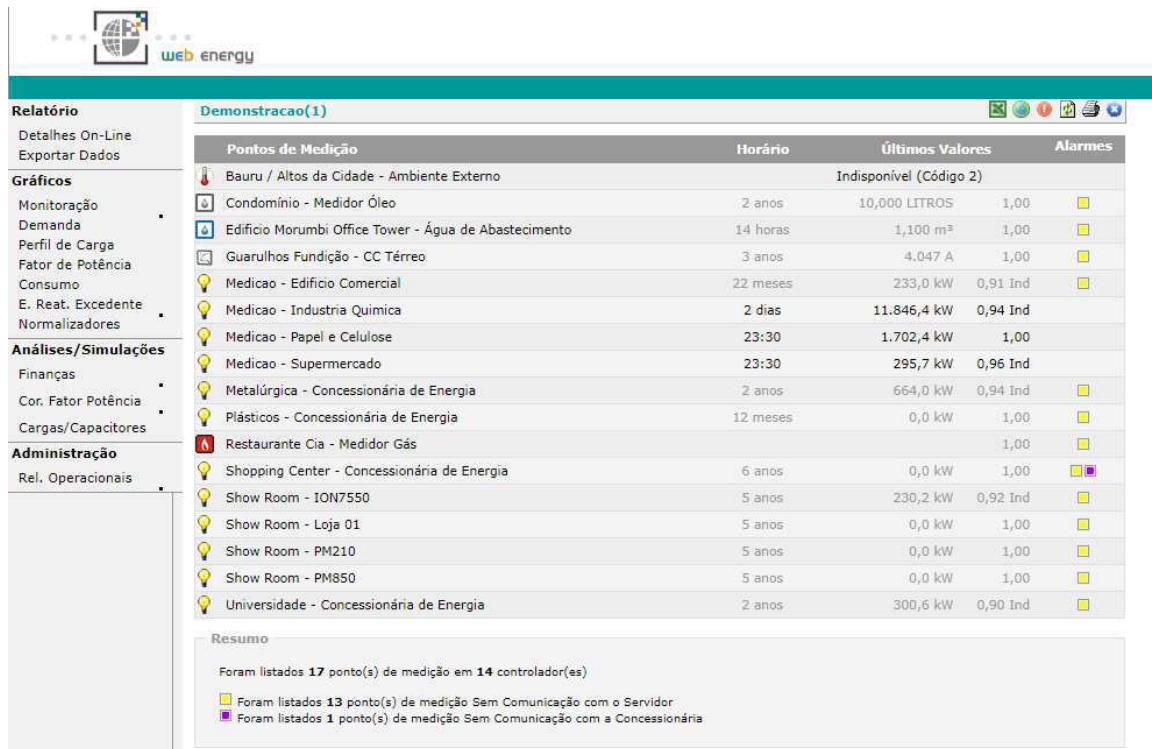 web energy
Relatório
Detalhes On-Line
Exportar Dados
Gráficos
Monitoração
Demanda
Perfil de Carga
Fator de Potência
Consumo
E. Reat. Excedente
Normalizadores
Análises/Simulações
Finanças
Cor. Fator Potência
Cargas/Capacitores
Administração
Rel. Operacionais
Demonstracao(1)
Pontos de Medição Horário Últimos Valores Alarmes
Bauru / Altos da Cidade - Ambiente Externo Indisponível (Código 2)
Condomínio - Medidor Óleo 2 anos 10,000 LITROS 1,00
Edificio Morumbi Office Tower - Água de Abastecimento 14 horas 1,100 m³ 1,00
Guarulhos Fundição - CC Térreo 3 anos 4.047 A 1,00
Medicao - Edificio Comercial 22 meses 233,0 kW 0,91 Ind
Medicao - Industria Quimica 2 dias 11.846,4 kW 0,94 Ind
Medicao - Papel e Celulose 23:30 1.702,4 kW 1,00
Medicao - Supermercado 23:30 295,7 kW 0,96 Ind
Metalúrgica - Concessionária de Energia 2 anos 664,0 kW 0,94 Ind
Plásticos - Concessionária de Energia 12 meses 0,0 kW 1,00
Restaurante Cia - Medidor Gás 1,00
Shopping Center - Concessionária de Energia 6 anos 0,0 kW 1,00
Show Room - ION7550 5 anos 230,2 kW 0,92 Ind
Show Room - Loja 01 5 anos 0,0 kW 1,00
Show Room - PM210 5 anos 0,0 kW 1,00
Show Room - PM850 5 anos 0,0 kW 1,00
Universidade - Concessionária de Energia 2 anos 300,6 kW 0,90 Ind
Resumo
Foram listados 17 ponto(s) de medição em 14 controlador(es)
Foram listados 13 ponto(s) de medição Sem Comunicação com o Servidor
Foram listados 1 ponto(s) de medição Sem Comunicação com a Concessionária